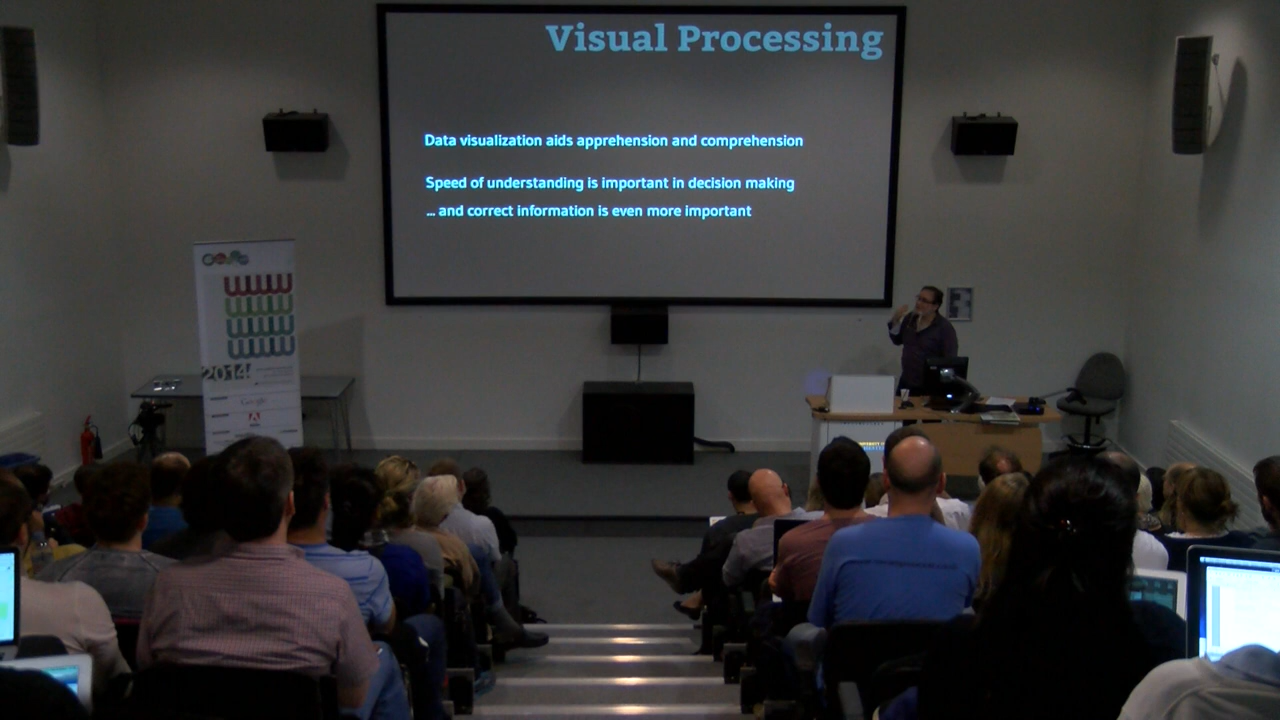 Visual Processing
Data visualization aids apprehension and comprehension
Speed of understanding is important in decision making
... and correct information is even more important
2014!
Google